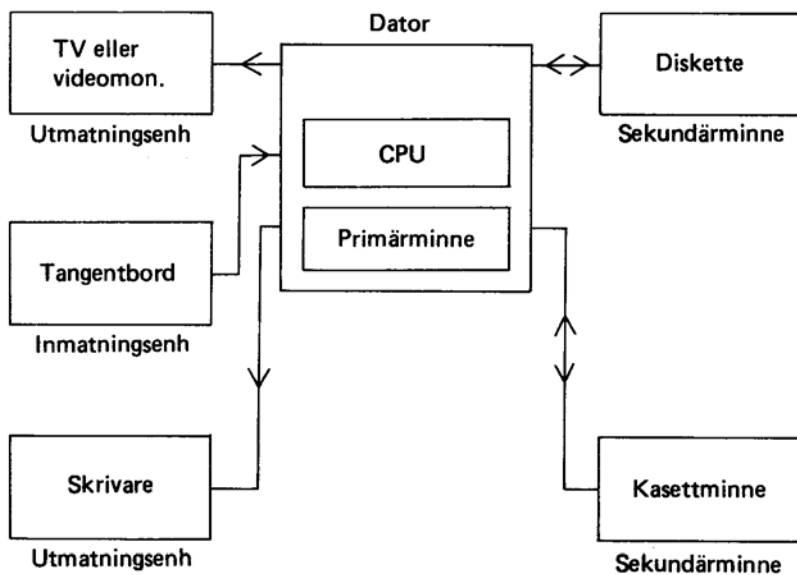 Dator
TV eller
videomon.
Utmatningsenh
Diskette
Sekundärminne
CPU
Primärminne
Tangentbord
Inmatningsenh
Skrivare
Utmatningsenh
Kasettminne
Sekundärminne